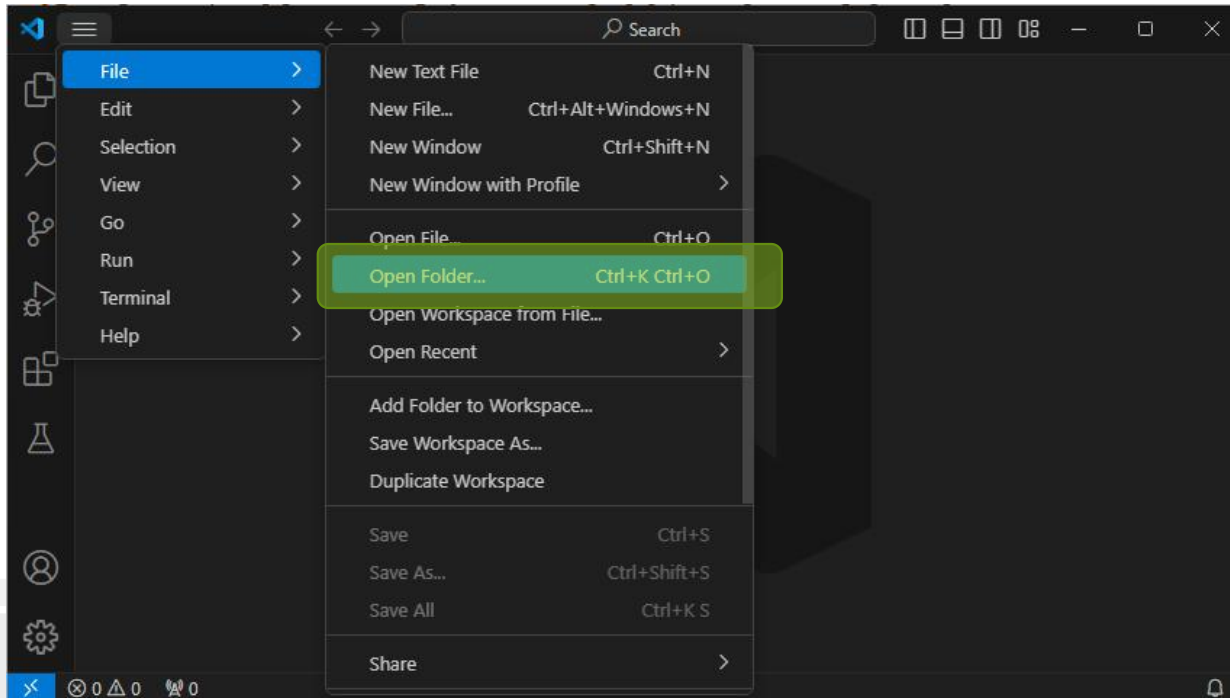 Search
File
Edit
Selection
View
Go
Run
Terminal
Help
New Text File Ctrl+N
New File... Ctrl+Alt+Windows+N
New Window Ctrl+Shift+N
New Window with Profile
Open File... Ctrl+O
Open Folder... Ctrl+K Ctrl+O
Open Workspace from File...
Open Recent
Add Folder to Workspace...
Save Workspace As...
Duplicate Workspace
Save Ctrl+S
Save As... Ctrl+Shift+S
Save All Ctrl+K S
Share
0 0 0